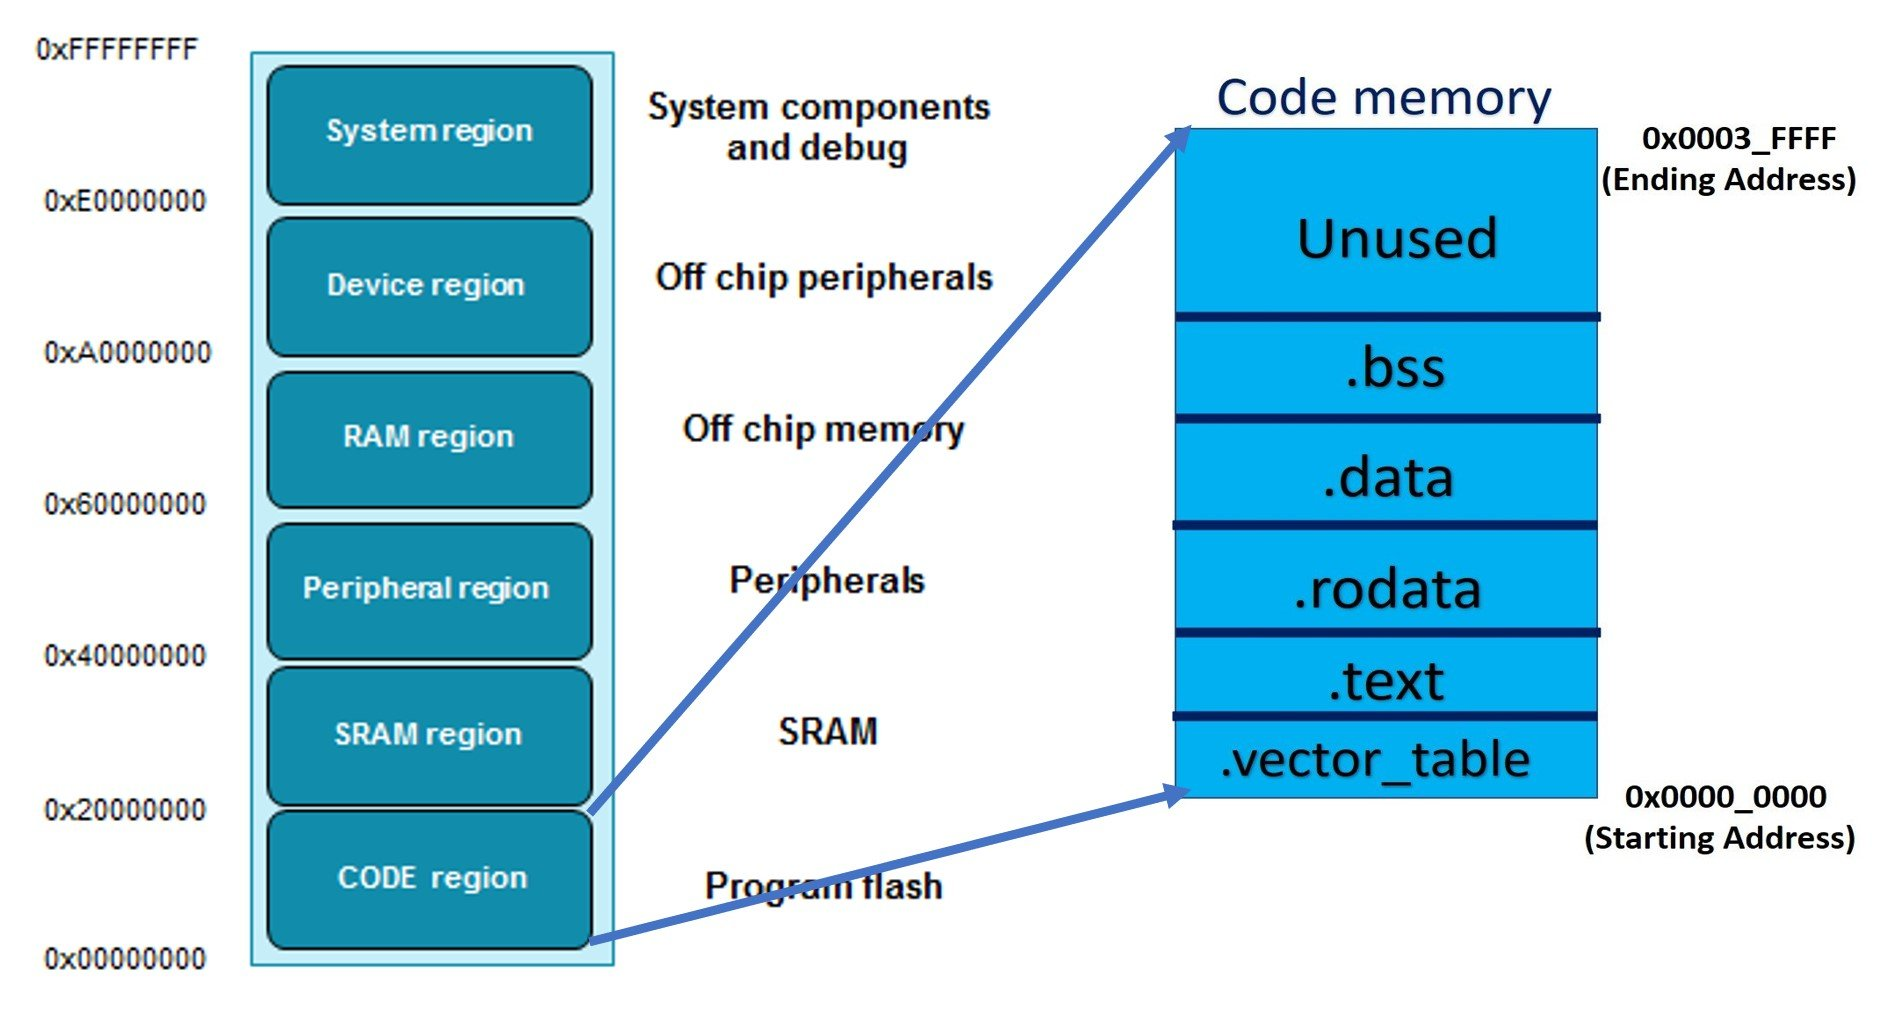 0xFFFFFFFF
System region
System components
and debug
0xE0000000
Device region
Off chip peripherals
0xA0000000
RAM region
Off chip memory
0x60000000
Peripheral region
Peripherals
0x40000000
SRAM region
SRAM
0x20000000
CODE region
Program flash
0x00000000
Code memory
0x0003_FFFF
(Ending Address)
Unused
.bss
.data
.rodata
.text
.vector_table
0x0000_0000
(Starting Address)